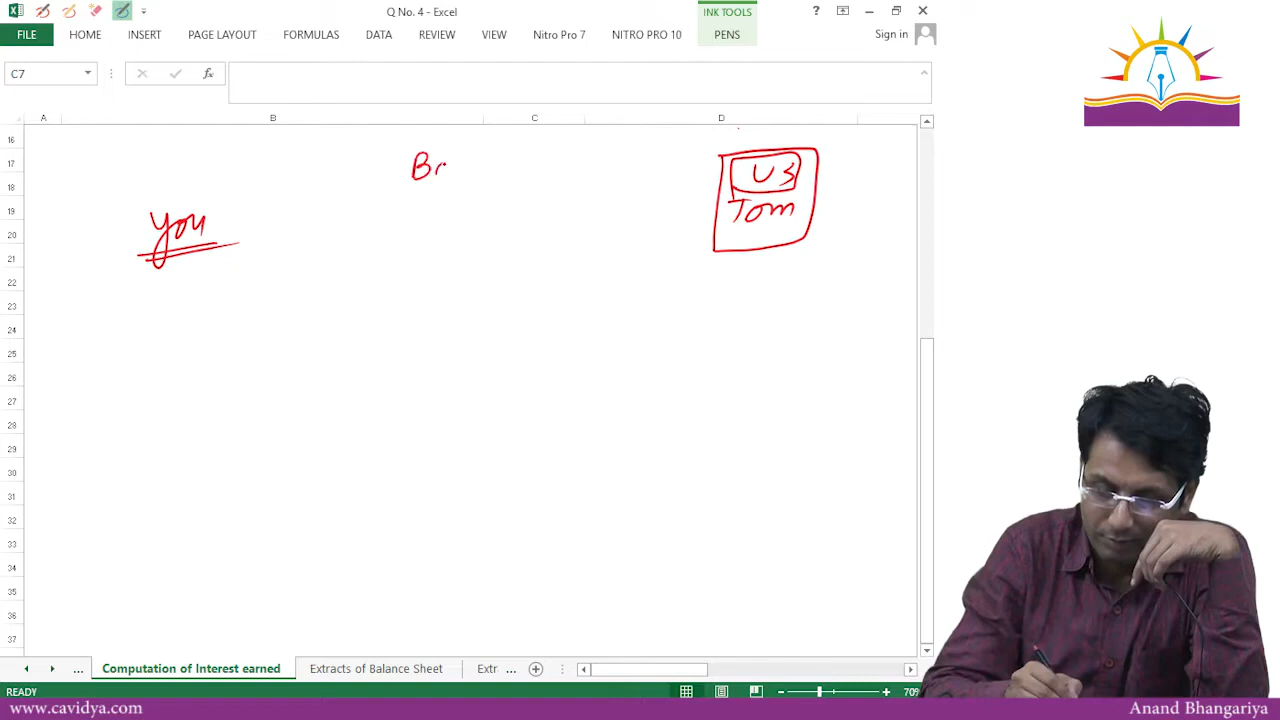 Q No. 4 - Excel
INK TOOLS
FILE HOME INSERT PAGE LAYOUT FORMULAS DATA REVIEW VIEW Nitro Pro 7 NITRO PRO 10 PENS Sign in
C7 fx
A B C D
16
17
18
19
20
21
22
23
24
25
26
27
28
29
30
31
32
33
34
35
36
37
Br
US
Tom
You
... Computation of Interest earned Extracts of Balance Sheet Extr ...
READY 70%
www.cavidya.com Anand Bhangariya